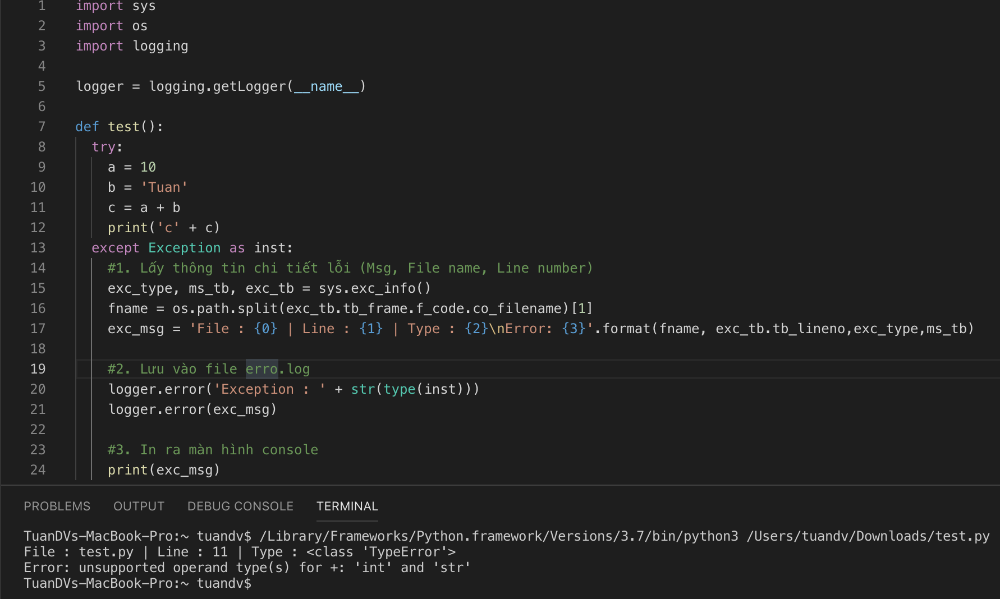 1 import sys
2 import os
3 import logging
4
5 logger = logging.getLogger(__name__)
6
7 def test():
8 try:
9 a = 10
10 b = 'Tuan'
11 c = a + b
12 print('c' + c)
13 except Exception as inst:
14 #1. Lấy thông tin chi tiết lỗi (Msg, File name, Line number)
15 exc_type, ms_tb, exc_tb = sys.exc_info()
16 fname = os.path.split(exc_tb.tb_frame.f_code.co_filename)[1]
17 exc_msg = 'File : {0} | Line : {1} | Type : {2}\nError: {3}'.format(fname, exc_tb.tb_lineno,exc_type,ms_tb)
18
19 #2. Lưu vào file erro.log
20 logger.error('Exception : ' + str(type(inst)))
21 logger.error(exc_msg)
22
23 #3. In ra màn hình console
24 print(exc_msg)
PROBLEMS OUTPUT DEBUG CONSOLE TERMINAL
TuanDVs-MacBook-Pro:~ tuandv$ /Library/Frameworks/Python.framework/Versions/3.7/bin/python3 /Users/tuandv/Downloads/test.py
File : test.py | Line : 11 | Type : <class 'TypeError'>
Error: unsupported operand type(s) for +: 'int' and 'str'
TuanDVs-MacBook-Pro:~ tuandv$